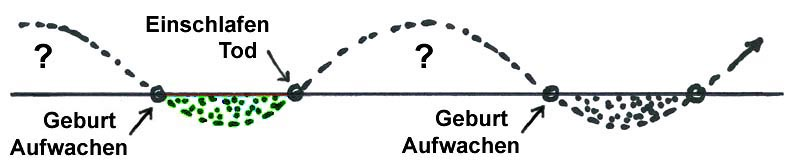 Einschlafen
Tod
?
?
Geburt
Aufwachen
Geburt
Aufwachen